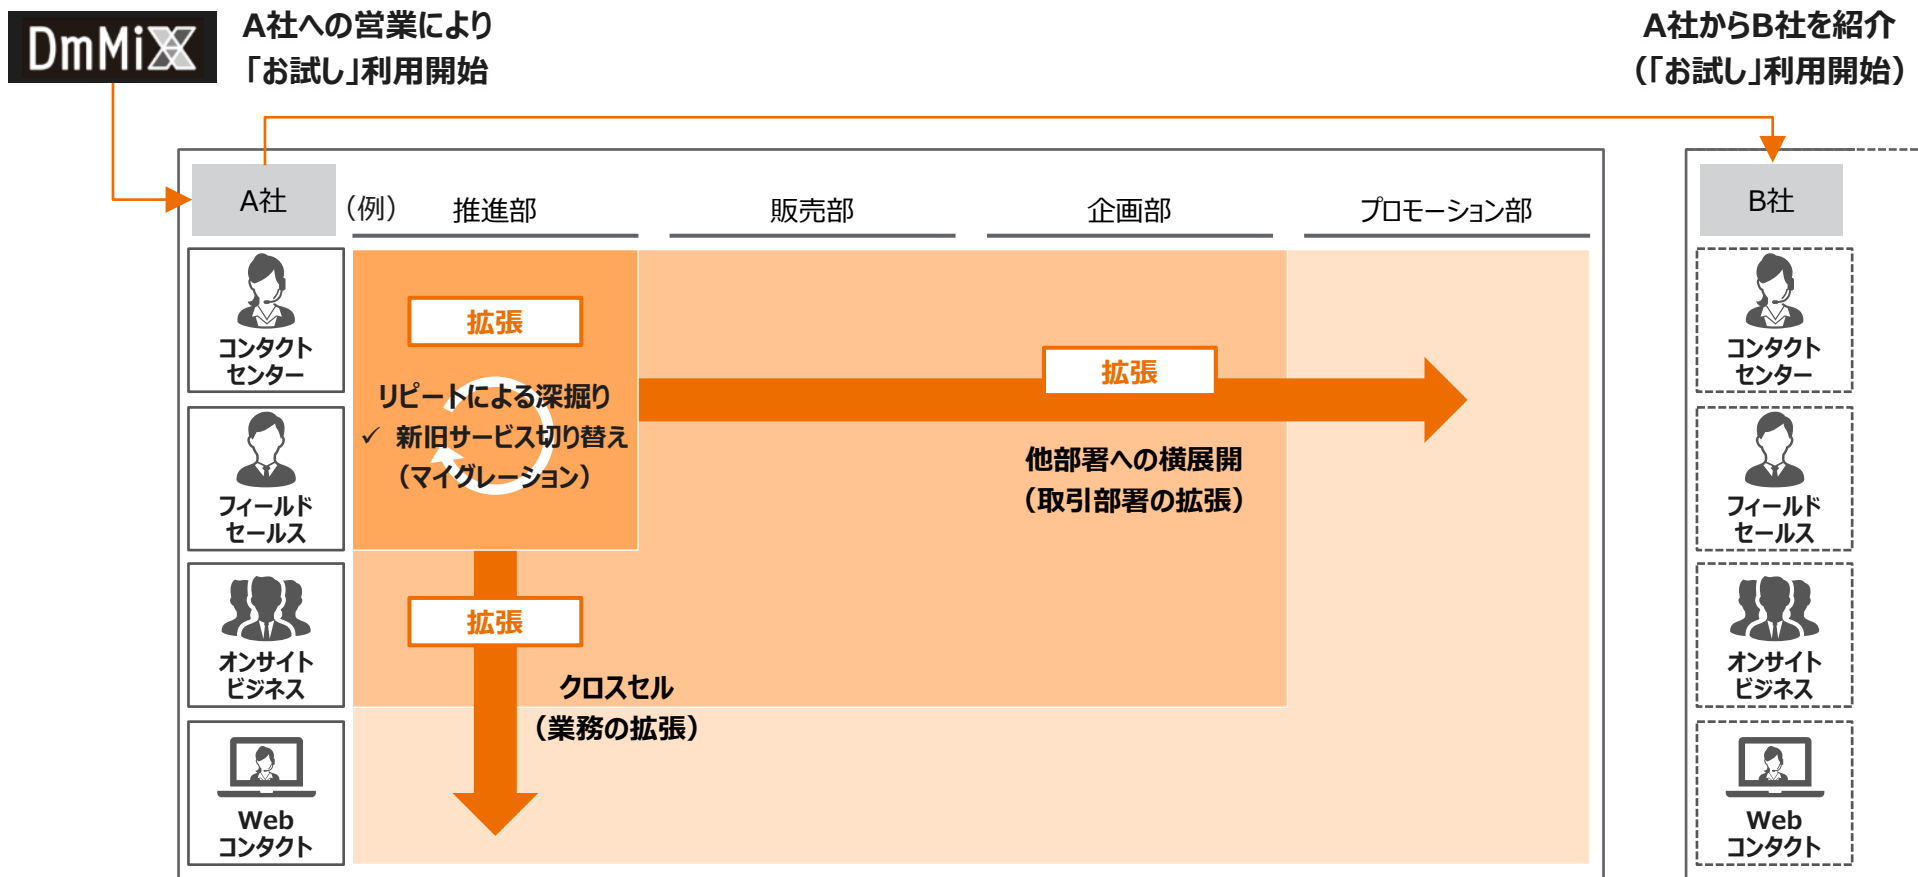 DmMiX
A社への営業により
「お試し」利用開始
A社からB社を紹介
（「お試し」利用開始）
A社
（例）
推進部
販売部
企画部
プロモーション部
B社
コンタクト
センター
フィールド
セールス
オンサイト
ビジネス
Web
コンタクト
拡張
リピートによる深掘り
✓ 新旧サービス切り替え
（マイグレーション）
拡張
他部署への横展開
（取引部署の拡張）
拡張
クロスセル
（業務の拡張）
コンタクト
センター
フィールド
セールス
オンサイト
ビジネス
Web
コンタクト